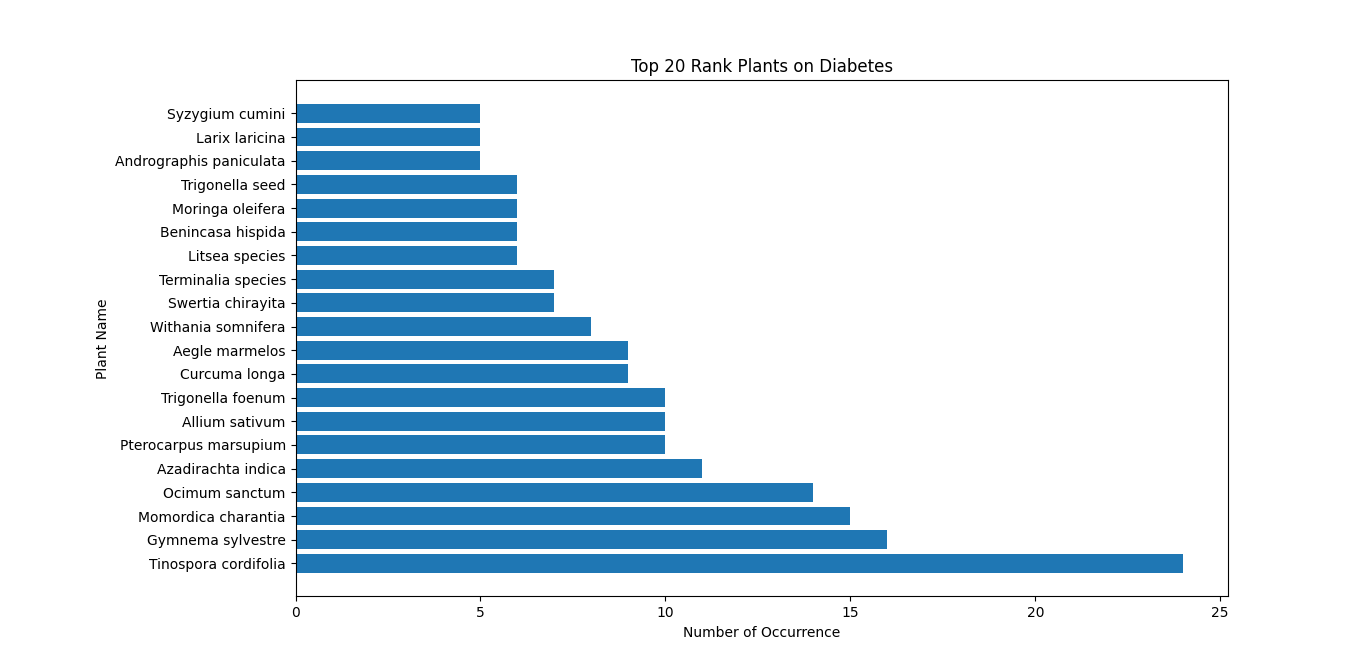 Top 20 Rank Plants on Diabetes
Syzygium cumini
Larix laricina
Andrographis paniculata
Trigonella seed
Moringa oleifera
Benincasa hispida
Litsea species
Terminalia species
Swertia chirayita
Withania somnifera
Aegle marmelos
Curcuma longa
Trigonella foenum
Allium sativum
Pterocarpus marsupium
Azadirachta indica
Ocimum sanctum
Momordica charantia
Gymnema sylvestre
Tinospora cordifolia
Plant Name
0 5 10 15 20 25
Number of Occurrence